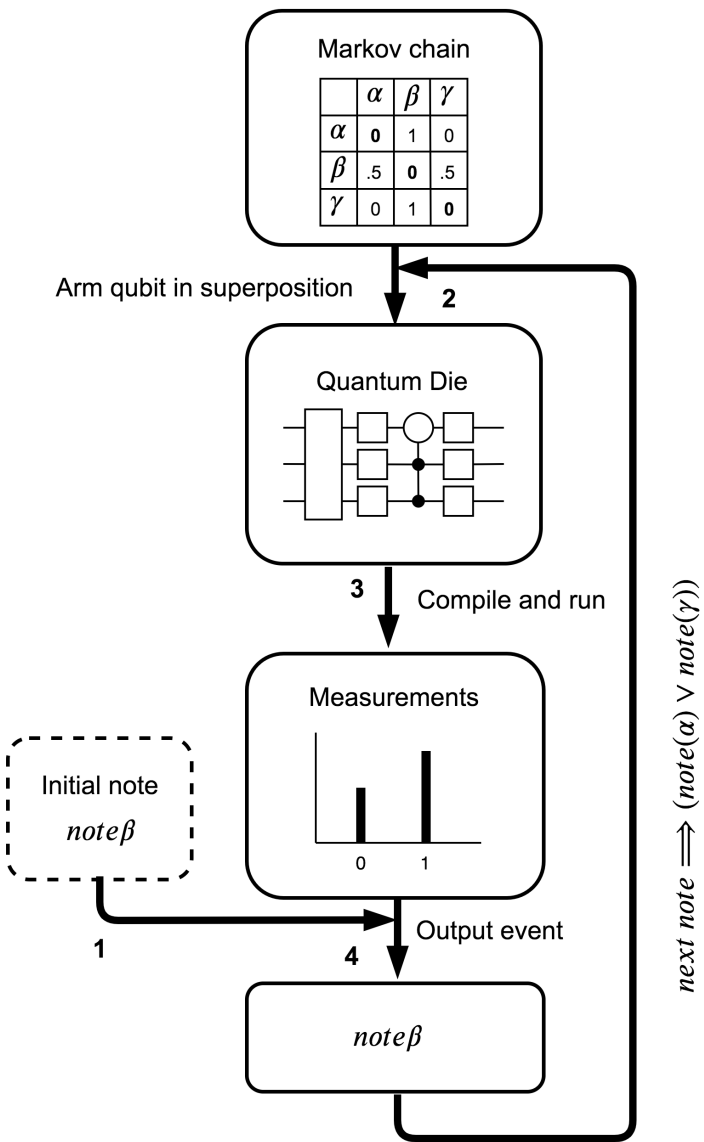 Markov chain
α β γ
α 0 1 0
β .5 0 .5
γ 0 1 0
Arm qubit in superposition
2
Quantum Die
3
Compile and run
Measurements
0 1
Initial note
noteβ
1
Output event
4
noteβ
next note ⟹ (note(α) ∨ note(γ))